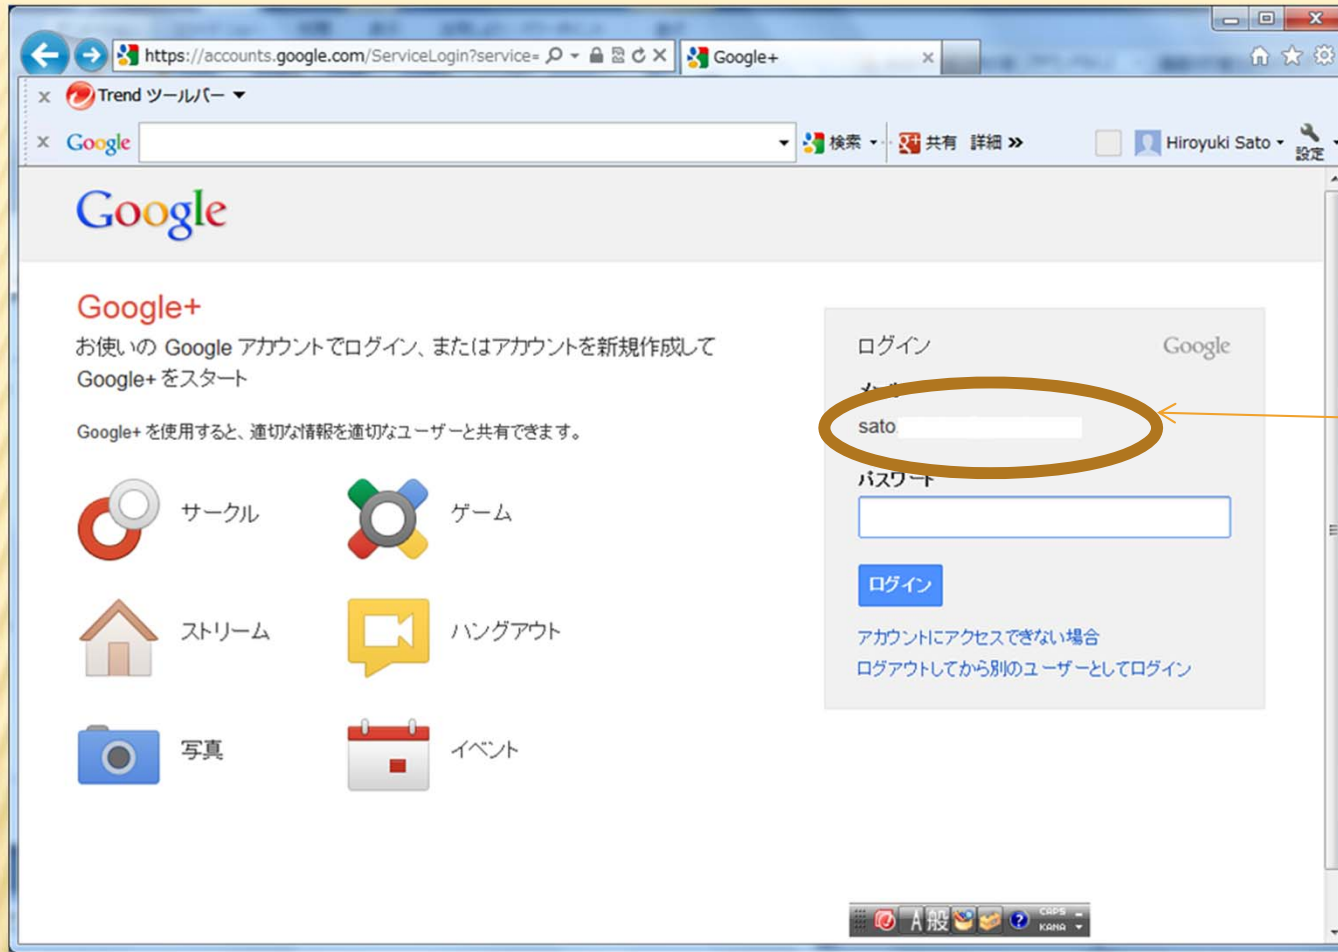 https://accounts.google.com/ServiceLogin?service=
Google+
Trend ツールバー
Google
検索
共有
詳細 »
Hiroyuki Sato
設定
Google
Google+
お使いの Google アカウントでログイン、またはアカウントを新規作成して
Google+ をスタート
Google+ を使用すると、適切な情報を適切なユーザーと共有できます。
サークル
ゲーム
ストリーム
ハングアウト
写真
イベント
ログイン
Google
sato
パスワード
ログイン
アカウントにアクセスできない場合
ログアウトしてから別のユーザーとしてログイン
A 般
CAPS
KANA